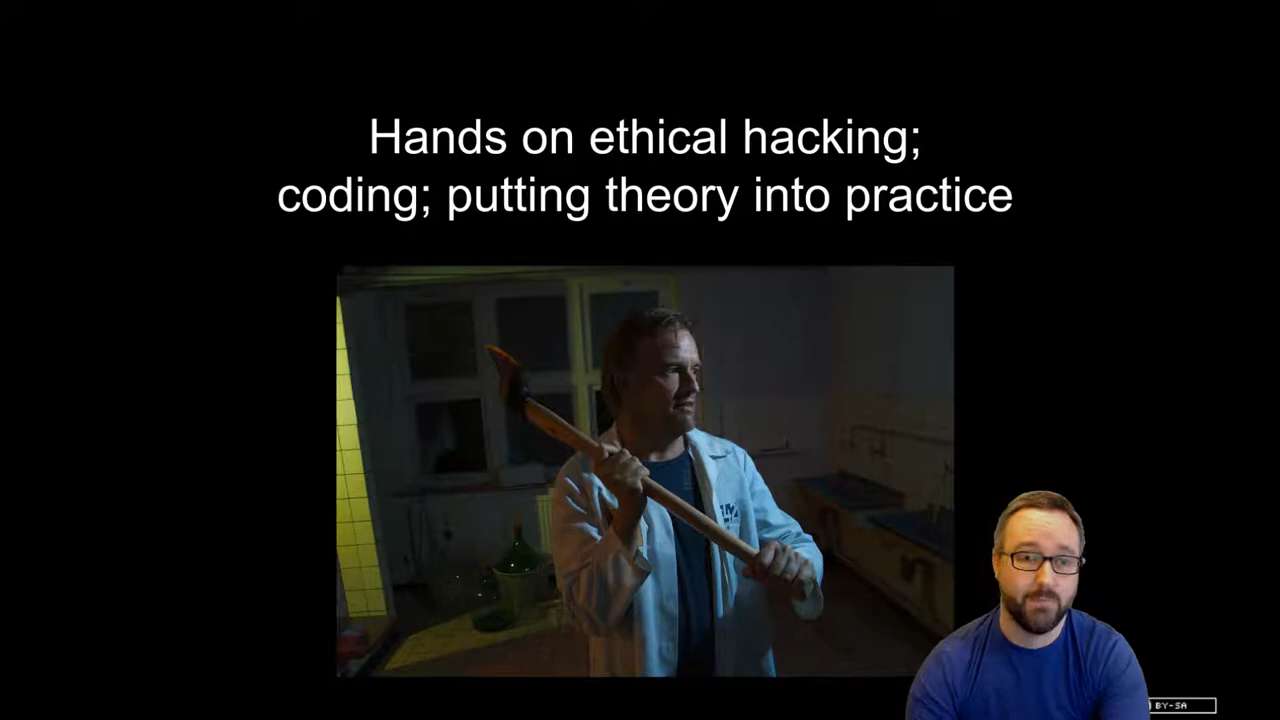 Hands on ethical hacking;
coding; putting theory into practice
BY-SA